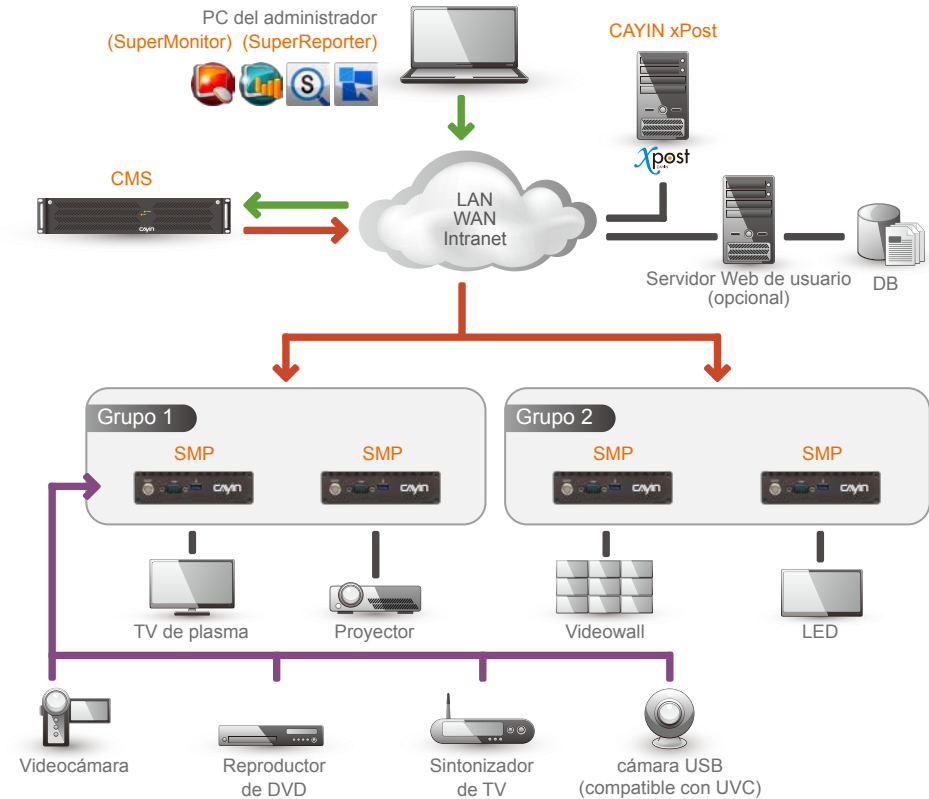 PC del administrador
(SuperMonitor) (SuperReporter)
S
CAYIN xPost
Xpost
CAYIN
CMS
CAYIN
LAN
WAN
Intranet
Servidor Web de usuario
(opcional)
DB
Grupo 1
SMP
SMP
CAYIN
CAYIN
Grupo 2
SMP
SMP
CAYIN
CAYIN
TV de plasma
Proyector
Videowall
LED
Videocámara
Reproductor
de DVD
Sintonizador
de TV
cámara USB
(compatible con UVC)